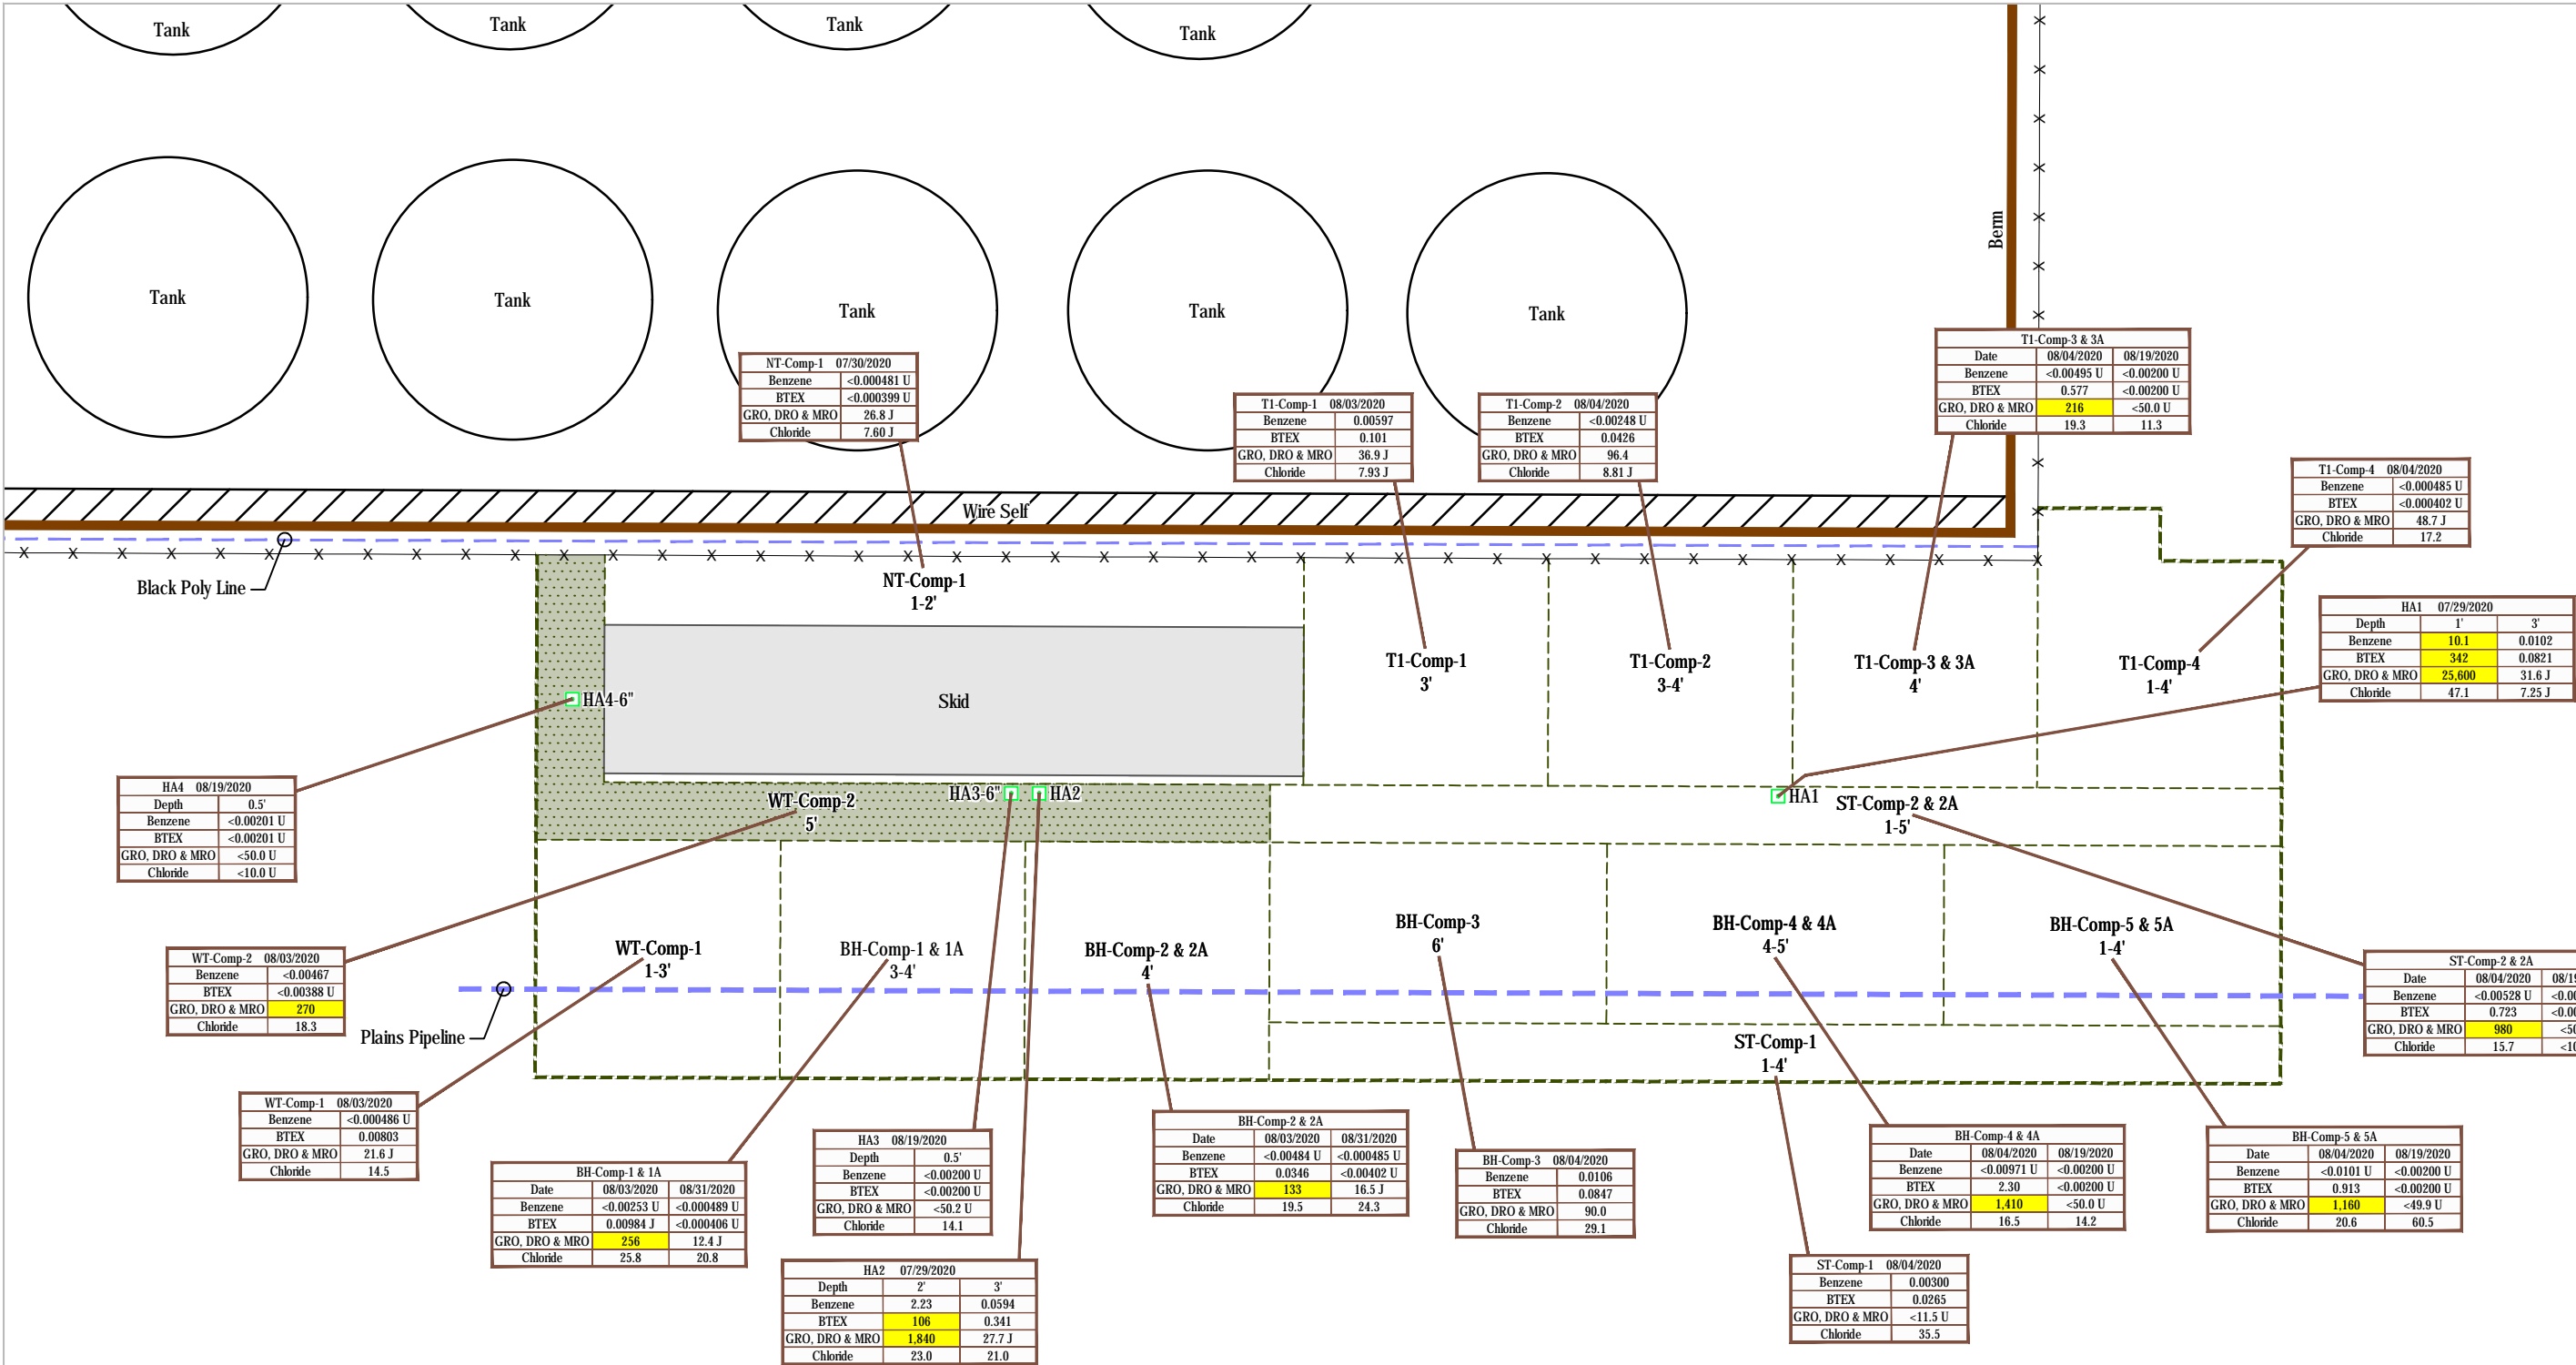 Tank
Tank
Tank
Tank
Tank
Tank
Tank
Tank
Tank
Berm
Wire Self
Black Poly Line
NT-Comp-1 07/30/2020
Benzene <0.000481 U
BTEX <0.000399 U
GRO, DRO & MRO 26.8 J
Chloride 7.60 J
T1-Comp-1 08/03/2020
Benzene 0.00597
BTEX 0.101
GRO, DRO & MRO 36.9 J
Chloride 7.93 J
T1-Comp-2 08/04/2020
Benzene <0.00248 U
BTEX 0.0426
GRO, DRO & MRO 96.4
Chloride 8.81 J
T1-Comp-3 & 3A
Date 08/04/2020 08/19/2020
Benzene <0.00495 U <0.00200 U
BTEX 0.577 <0.00200 U
GRO, DRO & MRO 216 <50.0 U
Chloride 19.3 11.3
T1-Comp-4 08/04/2020
Benzene <0.000485 U
BTEX <0.000402 U
GRO, DRO & MRO 48.7 J
Chloride 17.2
HA1 07/29/2020
Depth 1' 3'
Benzene 10.1 0.0102
BTEX 342 0.0821
GRO, DRO & MRO 25,600 31.6 J
Chloride 47.1 7.25 J
NT-Comp-1
1-2'
T1-Comp-1
3'
T1-Comp-2
3-4'
T1-Comp-3 & 3A
4'
T1-Comp-4
1-4'
HA4-6"
Skid
WT-Comp-2
5'
HA3-6"
HA2
HA1
ST-Comp-2 & 2A
1-5'
HA4 08/19/2020
Depth 0.5'
Benzene <0.00201 U
BTEX <0.00201 U
GRO, DRO & MRO <50.0 U
Chloride <10.0 U
WT-Comp-1
1-3'
BH-Comp-1 & 1A
3-4'
BH-Comp-2 & 2A
4'
BH-Comp-3
6'
BH-Comp-4 & 4A
4-5'
BH-Comp-5 & 5A
1-4'
ST-Comp-1
1-4'
Plains Pipeline
WT-Comp-2 08/03/2020
Benzene <0.00467
BTEX <0.00388 U
GRO, DRO & MRO 270
Chloride 18.3
ST-Comp-2 & 2A
Date 08/04/2020 08/19
Benzene <0.00528 U <0.00
BTEX 0.723 <0.00
GRO, DRO & MRO 980 <50
Chloride 15.7 <10
WT-Comp-1 08/03/2020
Benzene <0.000486 U
BTEX 0.00803
GRO, DRO & MRO 21.6 J
Chloride 14.5
BH-Comp-1 & 1A
Date 08/03/2020 08/31/2020
Benzene <0.00253 U <0.000489 U
BTEX 0.00984 J <0.000406 U
GRO, DRO & MRO 256 12.4 J
Chloride 25.8 20.8
HA3 08/19/2020
Depth 0.5'
Benzene <0.00200 U
BTEX <0.00200 U
GRO, DRO & MRO <50.2 U
Chloride 14.1
HA2 07/29/2020
Depth 2' 3'
Benzene 2.23 0.0594
BTEX 106 0.341
GRO, DRO & MRO 1,840 27.7 J
Chloride 23.0 21.0
BH-Comp-2 & 2A
Date 08/03/2020 08/31/2020
Benzene <0.00484 U <0.000485 U
BTEX 0.0346 <0.00402 U
GRO, DRO & MRO 133 16.5 J
Chloride 19.5 24.3
BH-Comp-3 08/04/2020
Benzene 0.0106
BTEX 0.0847
GRO, DRO & MRO 90.0
Chloride 29.1
BH-Comp-4 & 4A
Date 08/04/2020 08/19/2020
Benzene <0.00971 U <0.00200 U
BTEX 2.30 <0.00200 U
GRO, DRO & MRO 1,410 <50.0 U
Chloride 16.5 14.2
BH-Comp-5 & 5A
Date 08/04/2020 08/19/2020
Benzene <0.0101 U <0.00200 U
BTEX 0.913 <0.00200 U
GRO, DRO & MRO 1,160 <49.9 U
Chloride 20.6 60.5
ST-Comp-1 08/04/2020
Benzene 0.00300
BTEX 0.0265
GRO, DRO & MRO <11.5 U
Chloride 35.5